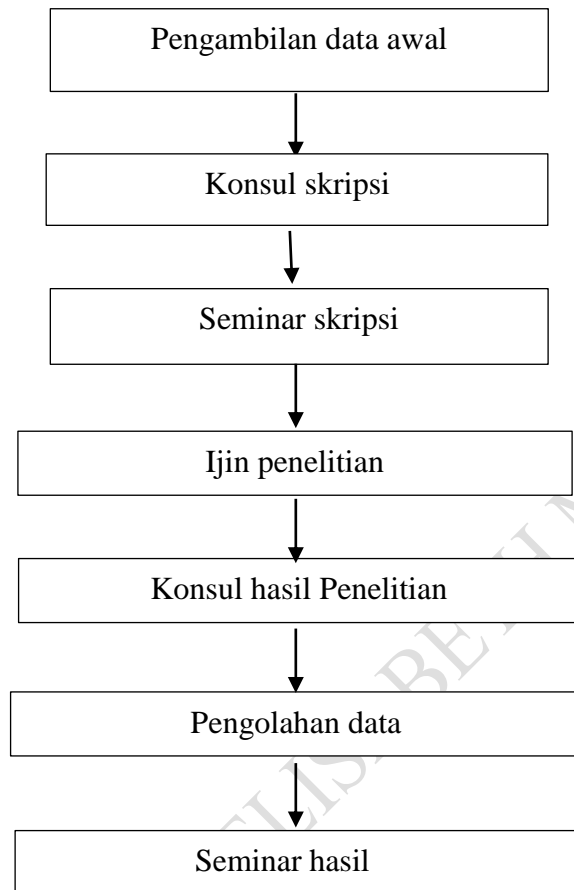 Pengambilan data awal
Konsul skripsi
Seminar skripsi
Ijin penelitian
Konsul hasil Penelitian
Pengolahan data
Seminar hasil